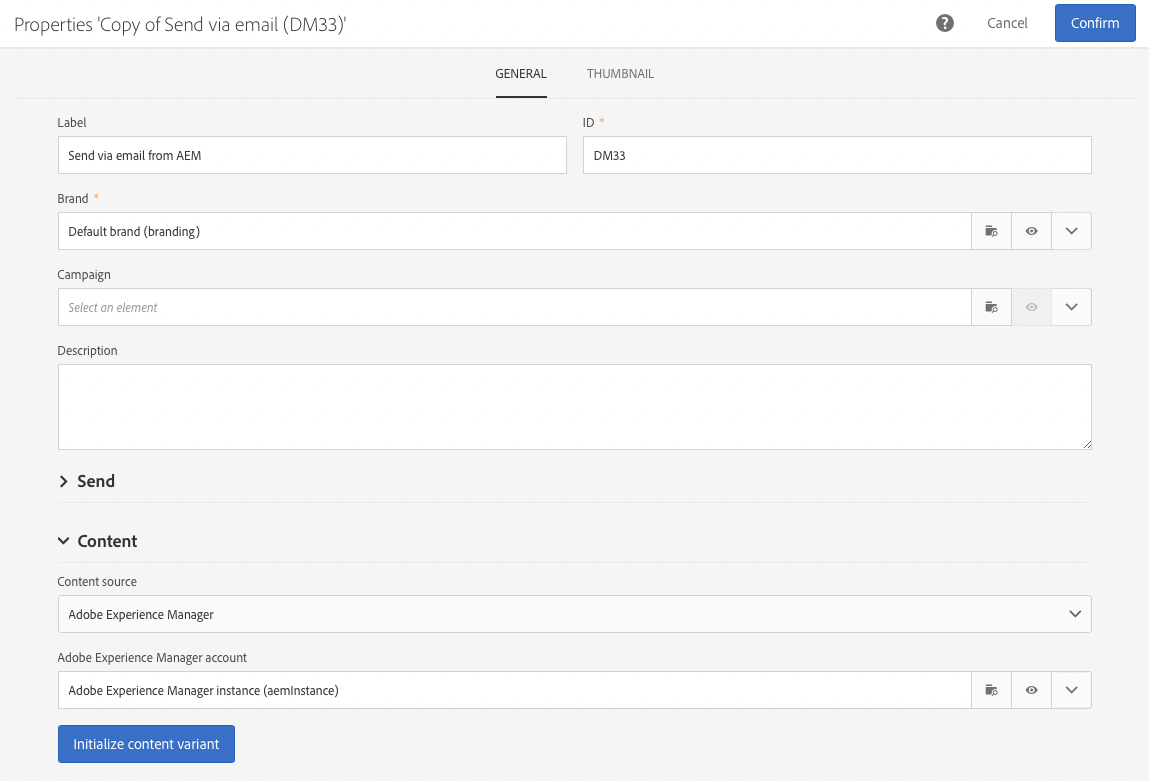 Properties 'Copy of Send via email (DM33)'
? Cancel Confirm
GENERAL THUMBNAIL
Label ID *
Send via email from AEM DM33
Brand *
Default brand (branding)
Campaign
Select an element
Description
Send
Content
Content source
Adobe Experience Manager
Adobe Experience Manager account
Adobe Experience Manager instance (aemInstance)
Initialize content variant